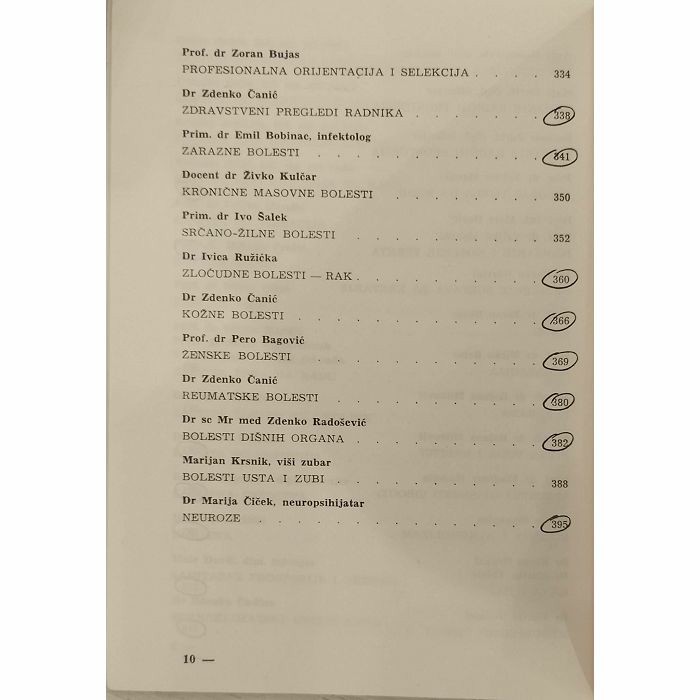 Prof. dr Zoran Bujas
PROFESIONALNA ORIJENTACIJA I SELEKCIJA . . . . 334
Dr Zdenko Čanić
ZDRAVSTVENI PREGLEDI RADNIKA . . . . . . . 338
Prim. dr Emil Bobinac, infektolog
ZARAZNE BOLESTI . . . . . . . . . . . . 341
Docent dr Živko Kulčar
KRONIČNE MASOVNE BOLESTI . . . . . . . . 350
Prim. dr Ivo Šalek
SRČANO-ŽILNE BOLESTI . . . . . . . . . . 352
Dr Ivica Ružička
ZLOĆUDNE BOLESTI — RAK . . . . . . . . . . 360
Dr Zdenko Čanić
KOŽNE BOLESTI . . . . . . . . . . . . . 366
Prof. dr Pero Bagović
ŽENSKE BOLESTI . . . . . . . . . . . . . 369
Dr Zdenko Čanić
REUMATSKE BOLESTI . . . . . . . . . . . 380
Dr sc Mr med Zdenko Radošević
BOLESTI DIŠNIH ORGANA . . . . . . . . . . 382
Marijan Krsnik, viši zubar
BOLESTI USTA I ZUBI . . . . . . . . . . . 388
Dr Marija Čiček, neuropsihijatar
NEUROZE . . . . . . . . . . . . . . . 395
10 —